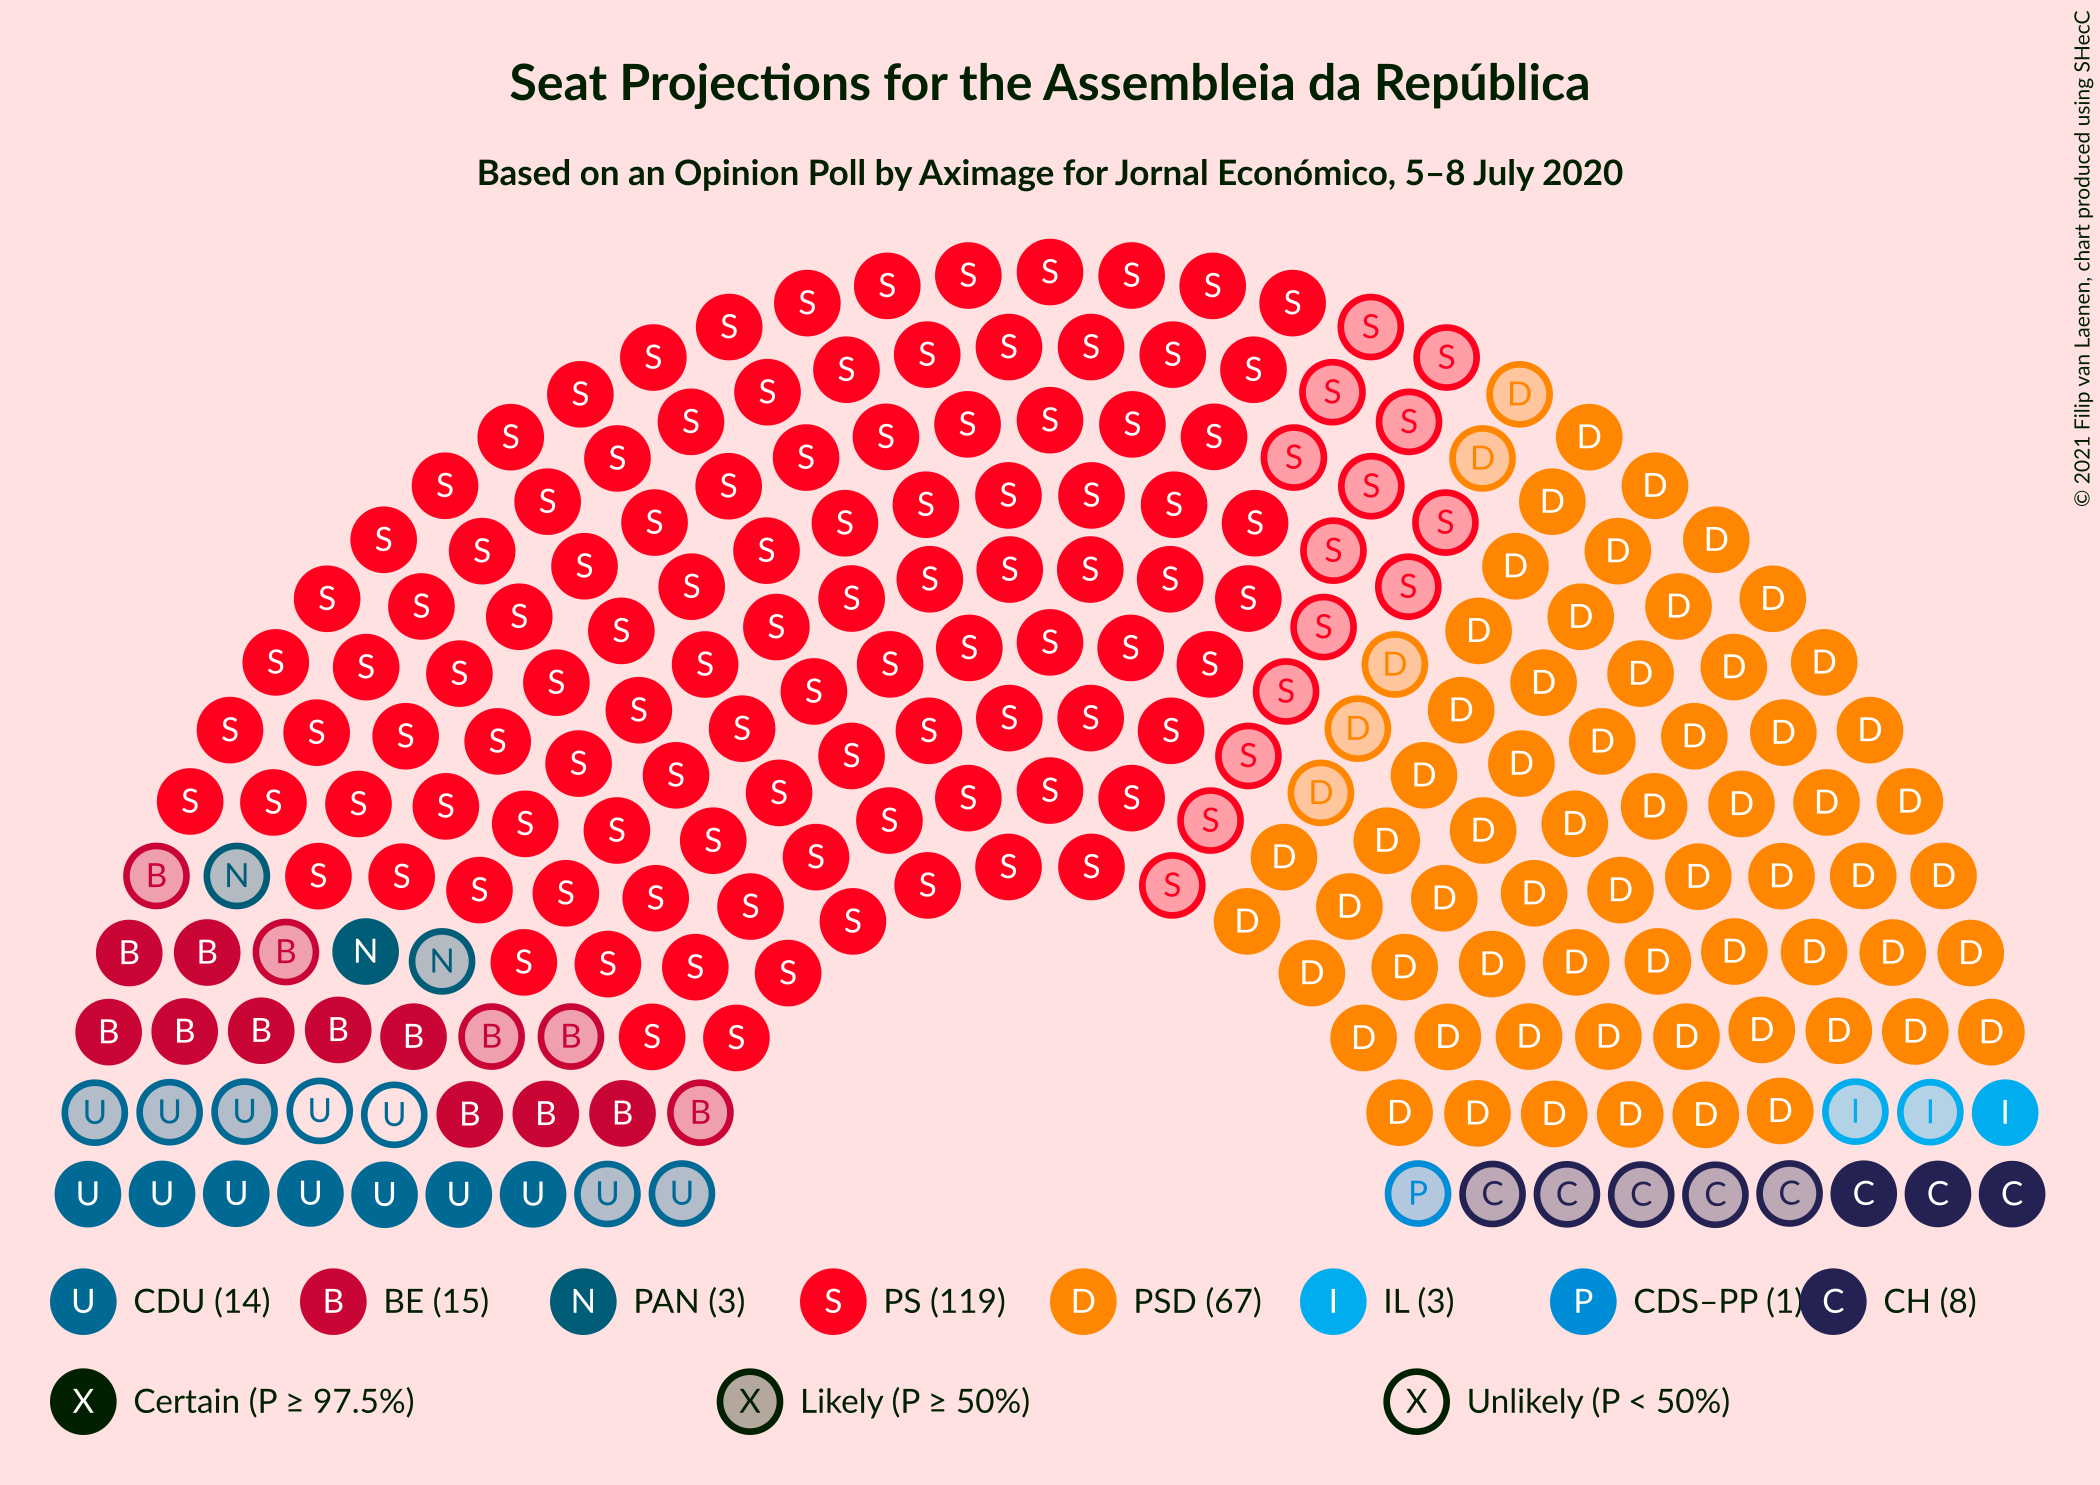 Seat Projections for the Assembleia da República
Based on an Opinion Poll by Aximage for Jornal Económico, 5–8 July 2020
© 2021 Filip van Laenen, chart produced using SHecC
S S S S S S S S S S S S S S S S S S S S S S S S S S S S S S S S S S S S S S S S S S S S S S S S S S S S S S S S S S S S S S S S S S S S S S S S S S S S S S S S S S S S S S S S S S S S S S S S S S S S S S S S S S S S S S S S S S S S S S S
D D D D D D D D D D D D D D D D D D D D D D D D D D D D D D D D D D D D D D D D D D D D D D D D D D D D D D D D D D D D D D D D D D D
B N
B B B N N
B B B B B B B
U U U U U B B B B I I I
U U U U U U U U U P C C C C C C C C
U CDU (14) B BE (15) N PAN (3) S PS (119) D PSD (67) I IL (3) P CDS–PP (1) C CH (8)
X Certain (P ≥ 97.5%) X Likely (P ≥ 50%) X Unlikely (P < 50%)